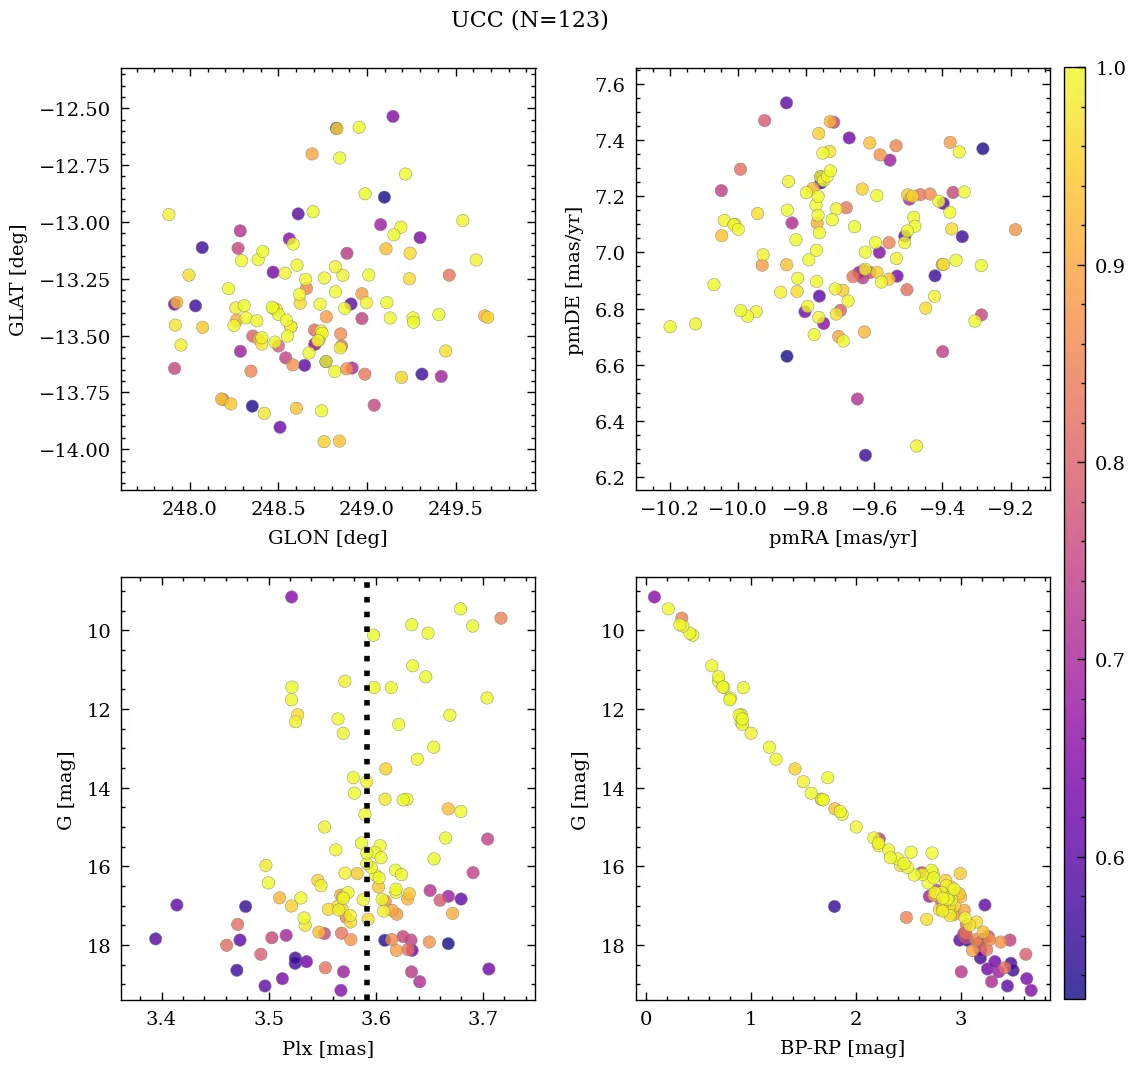 UCC (N=123)
−12.50
−12.75
−13.00
−13.25
−13.50
−13.75
−14.00
GLAT [deg]
248.0 248.5 249.0 249.5
GLON [deg]
7.6
7.4
7.2
7.0
6.8
6.6
6.4
6.2
pmDE [mas/yr]
−10.2 −10.0 −9.8 −9.6 −9.4 −9.2
pmRA [mas/yr]
1.0
0.9
0.8
0.7
0.6
10
12
14
16
18
G [mag]
3.4 3.5 3.6 3.7
Plx [mas]
10
12
14
16
18
G [mag]
0 1 2 3
BP-RP [mag]